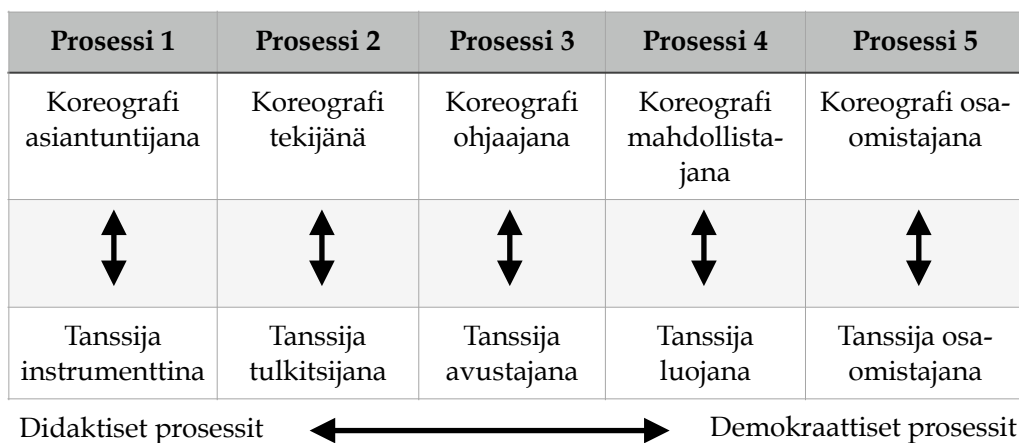 Prosessi 1 Prosessi 2 Prosessi 3 Prosessi 4 Prosessi 5
Koreografi
asiantuntijana
Koreografi
tekijänä
Koreografi
ohjaajana
Koreografi
mahdollista-
jana
Koreografi osa-
omistajana
Tanssija
instrumenttina
Tanssija
tulkitsijana
Tanssija
avustajana
Tanssija
luojana
Tanssija osa-
omistajana
Didaktiset prosessit Demokraattiset prosessit